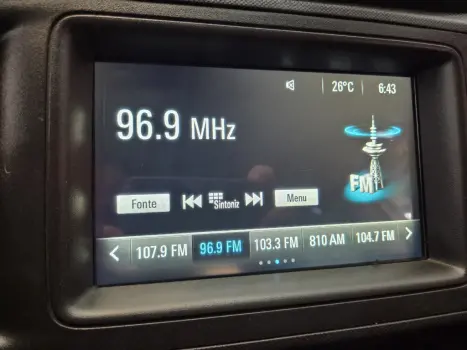 26°C 6:43
96.9 MHz
FM
Fonte Sintoniz Menu
107.9 FM 96.9 FM 103.3 FM 810 AM 104.7 FM